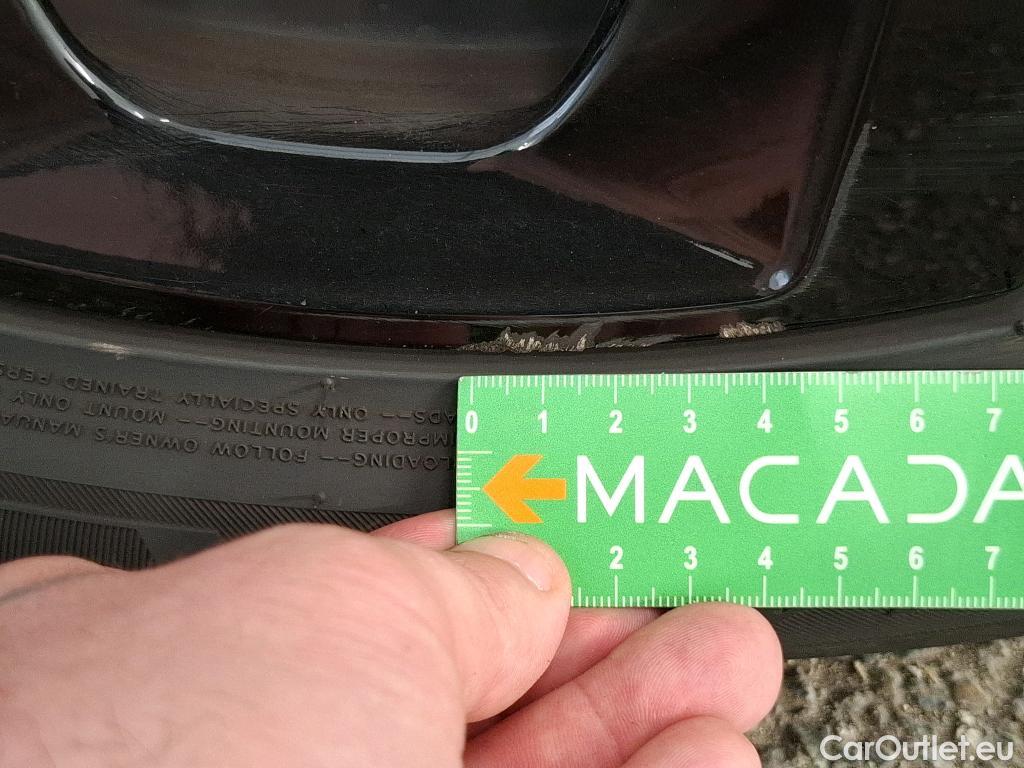 0 1 2 3 4 5 6 7
MACADA
2 3 4 5 6 7
LOADING-- FOLLOW OWNER'S MANUA
IMPROPER MOUNTING-- MOUNT ONLY
ADS-- ONLY SPECIALLY TRAINED PERS
CarOutlet.eu